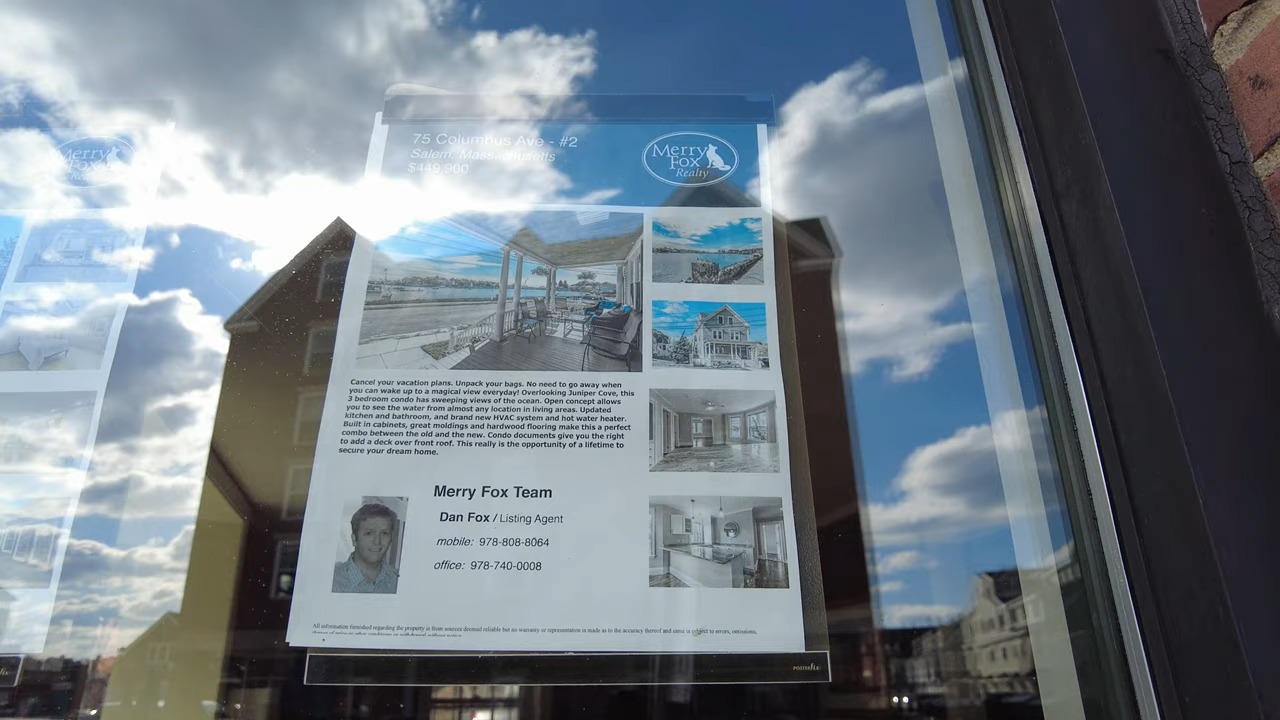 75 Columbus Ave - #2
Salem, Massachusetts
$449,900
Merry
Fox
Realty
Merry
Fox
Realty
Cancel your vacation plans. Unpack your bags. No need to go away when
you can wake up to a magical view everyday! Overlooking Juniper Cove, this
3 bedroom condo has sweeping views of the ocean. Open concept allows
you to see the water from almost any location in living areas. Updated
kitchen and bathroom, and brand new HVAC system and hot water heater.
Built in cabinets, great moldings and hardwood flooring make this a perfect
combo between the old and the new. Condo documents give you the right
to add a deck over front roof. This really is the opportunity of a lifetime to
secure your dream home.
Merry Fox Team
Dan Fox / Listing Agent
mobile: 978-808-8064
office: 978-740-0008
All information furnished regarding the property is from sources deemed reliable but no warranty or representation is made as to the accuracy thereof and same is subject to errors, omissions,